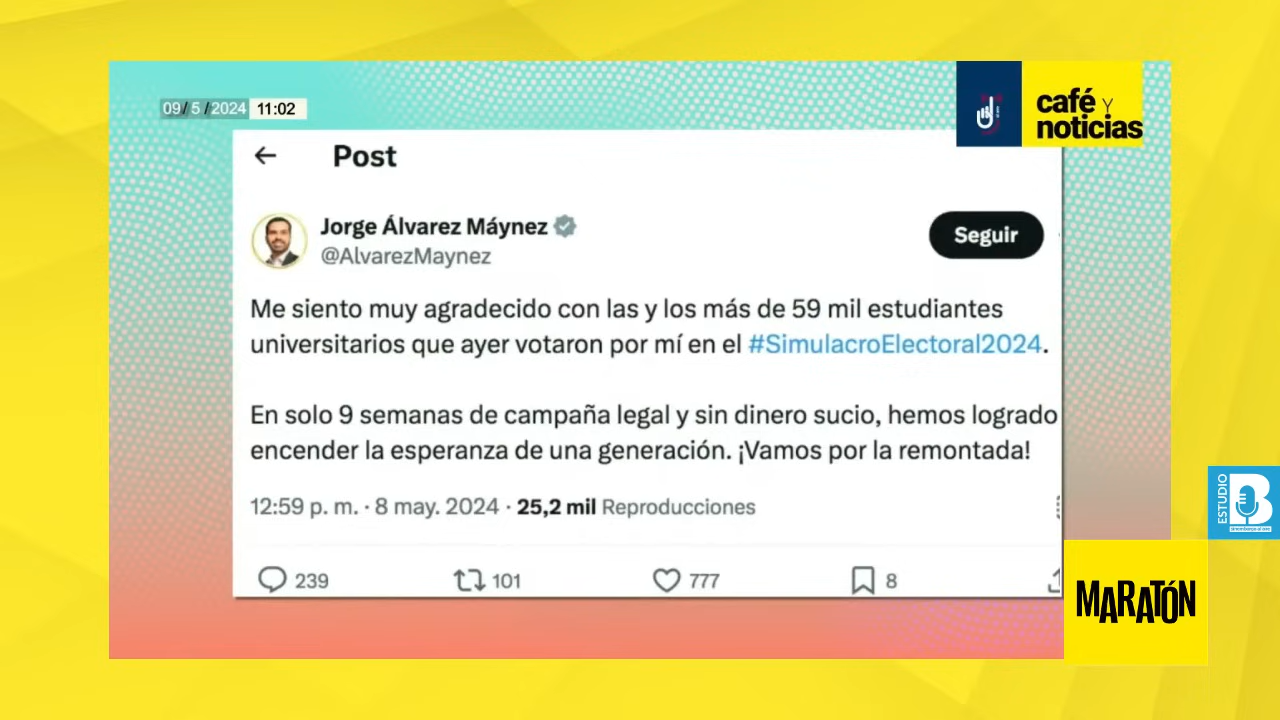 09/ 5 /2024 11:02
café Y
noticias
Post
Jorge Álvarez Máynez
@AlvarezMaynez
Seguir
Me siento muy agradecido con las y los más de 59 mil estudiantes
universitarios que ayer votaron por mí en el #SimulacroElectoral2024.
En solo 9 semanas de campaña legal y sin dinero sucio, hemos logrado
encender la esperanza de una generación. ¡Vamos por la remontada!
12:59 p. m. · 8 may. 2024 · 25,2 mil Reproducciones
239 101 777 8
ESTUDIO
B
MARATÓN